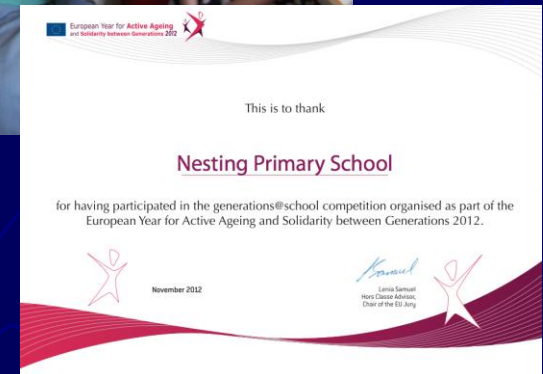 European Year for Active Ageing
and Solidarity between Generations 2012
This is to thank
Nesting Primary School
for having participated in the generations@school competition organised as part of the
European Year for Active Ageing and Solidarity between Generations 2012.
Samuel
November 2012
Lenia Samuel
Hors Classe Advisor,
Chair of the EU Jury